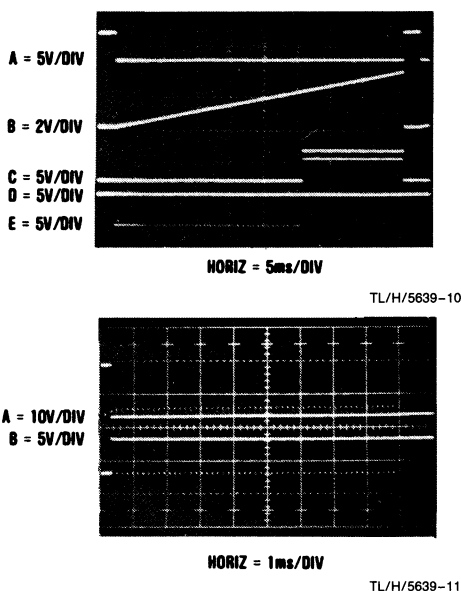 A = 5V/DIV
B = 2V/DIV
C = 5V/DIV
D = 5V/DIV
E = 5V/DIV
HORIZ = 5ms/DIV
TL/H/5639-10
A = 10V/DIV
B = 5V/DIV
HORIZ = 1ms/DIV
TL/H/5639-11